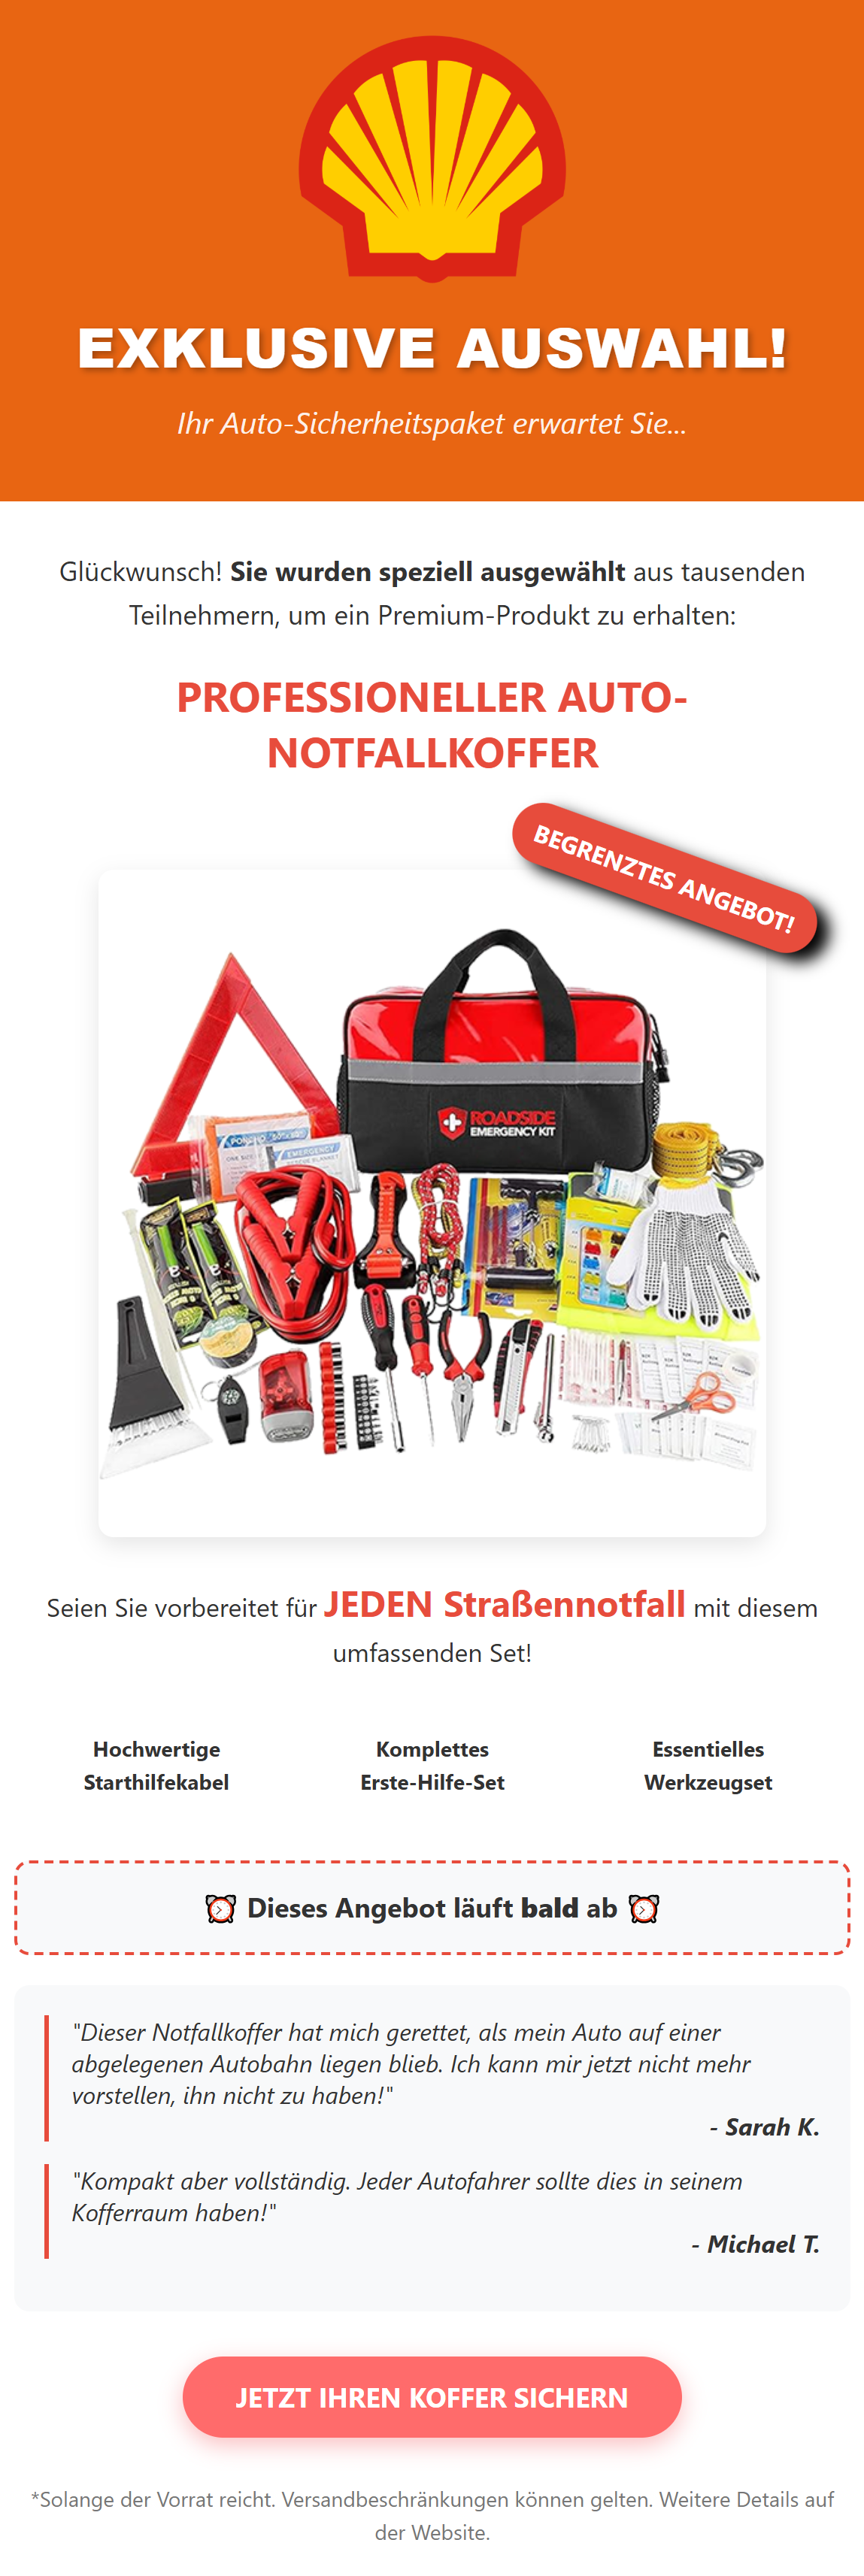 EXKLUSIVE AUSWAHL!
Ihr Auto-Sicherheitspaket erwartet Sie...
Glückwunsch! Sie wurden speziell ausgewählt aus tausenden
Teilnehmern, um ein Premium-Produkt zu erhalten:
PROFESSIONELLER AUTO-
NOTFALLKOFFER
BEGRENZTES ANGEBOT!
ROADSIDE
EMERGENCY KIT
EMERGENCY
Seien Sie vorbereitet für JEDEN Straßennotfall mit diesem
umfassenden Set!
Hochwertige
Starthilfekabel
Komplettes
Erste-Hilfe-Set
Essentielles
Werkzeugset
⏰ Dieses Angebot läuft bald ab ⏰
"Dieser Notfallkoffer hat mich gerettet, als mein Auto auf einer
abgelegenen Autobahn liegen blieb. Ich kann mir jetzt nicht mehr
vorstellen, ihn nicht zu haben!"
- Sarah K.
"Kompakt aber vollständig. Jeder Autofahrer sollte dies in seinem
Kofferraum haben!"
- Michael T.
JETZT IHREN KOFFER SICHERN
*Solange der Vorrat reicht. Versandbeschränkungen können gelten. Weitere Details auf
der Website.